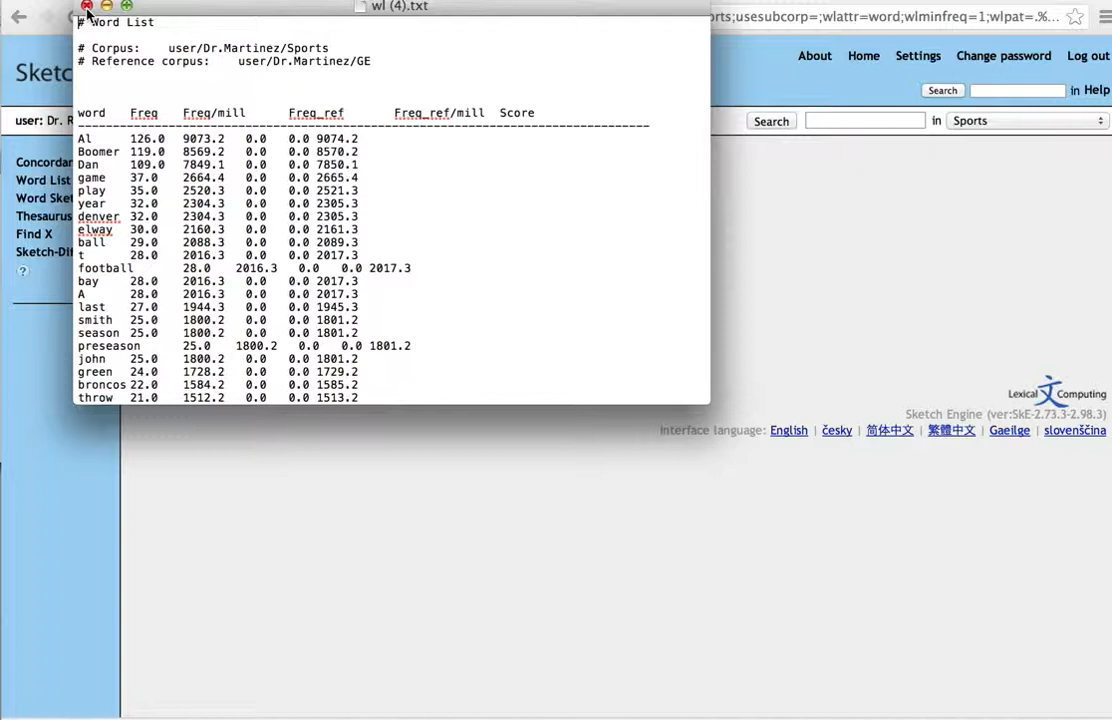 wl (4).txt
# Word List
# Corpus: user/Dr.Martinez/Sports
# Reference corpus: user/Dr.Martinez/GE
word Freq Freq/mill Freq_ref Freq_ref/mill Score
Al 126.0 9073.2 0.0 0.0 9074.2
Boomer 119.0 8569.2 0.0 0.0 8570.2
Dan 109.0 7849.1 0.0 0.0 7850.1
game 37.0 2664.4 0.0 0.0 2665.4
play 35.0 2520.3 0.0 0.0 2521.3
year 32.0 2304.3 0.0 0.0 2305.3
denver 32.0 2304.3 0.0 0.0 2305.3
elway 30.0 2160.3 0.0 0.0 2161.3
ball 29.0 2088.3 0.0 0.0 2089.3
t 28.0 2016.3 0.0 0.0 2017.3
football 28.0 2016.3 0.0 0.0 2017.3
bay 28.0 2016.3 0.0 0.0 2017.3
A 28.0 2016.3 0.0 0.0 2017.3
last 27.0 1944.3 0.0 0.0 1945.3
smith 25.0 1800.2 0.0 0.0 1801.2
season 25.0 1800.2 0.0 0.0 1801.2
preseason 25.0 1800.2 0.0 0.0 1801.2
john 25.0 1800.2 0.0 0.0 1801.2
green 24.0 1728.2 0.0 0.0 1729.2
broncos 22.0 1584.2 0.0 0.0 1585.2
throw 21.0 1512.2 0.0 0.0 1513.2
orts;usesubcorp=;wlattr=word;wlminfreq=1;wlpat=.%...
About Home Settings Change password Log out
Sketc
Search in Help
user: Dr. R
Search in Sports
Concordan
Word List
Word Sket
Thesaurus
Find X
Sketch-Dif
?
Lexical 文 Computing
Sketch Engine (ver:SkE-2.73.3-2.98.3)
Interface language: English | česky | 简体中文 | 繁體中文 | Gaeilge | slovenščina